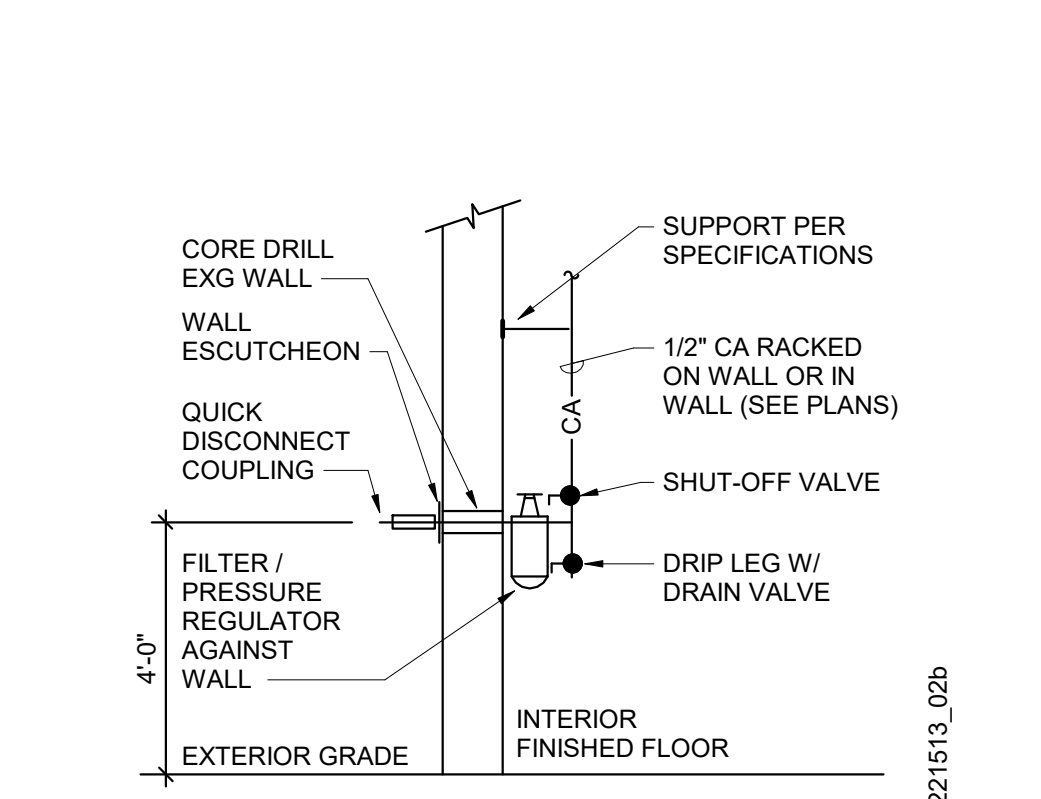 CORE DRILL
EXG WALL
WALL
ESCUTCHEON
QUICK
DISCONNECT
COUPLING
FILTER /
PRESSURE
REGULATOR
AGAINST
WALL
4'-0"
EXTERIOR GRADE
SUPPORT PER
SPECIFICATIONS
1/2" CA RACKED
ON WALL OR IN
WALL (SEE PLANS)
CA
SHUT-OFF VALVE
DRIP LEG W/
DRAIN VALVE
INTERIOR
FINISHED FLOOR
221513_02b